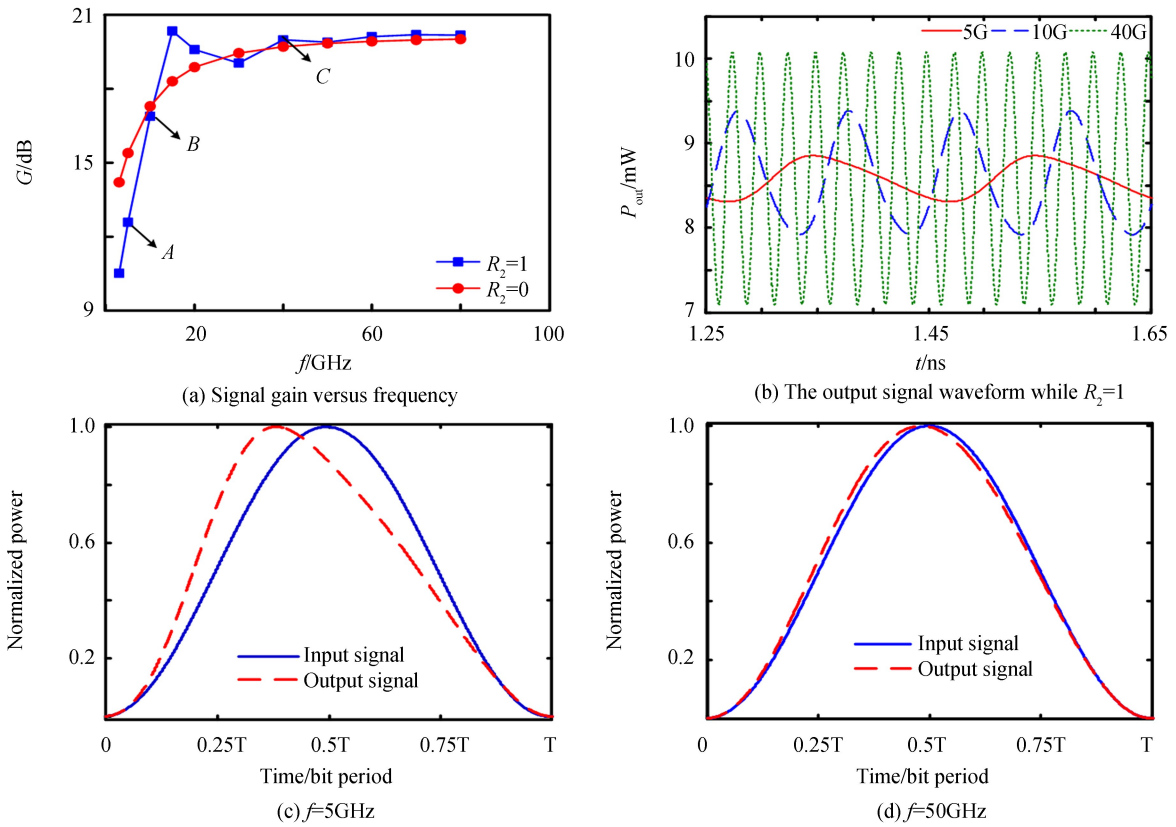 21
15
9
G/dB
A
B
C
R2=1
R2=0
20
60
100
f/GHz
(a) Signal gain versus frequency
5G 10G 40G
10
9
8
7
Pout/mW
1.25 1.45 1.65
t/ns
(b) The output signal waveform while R2=1
1.0
0.6
0.2
Normalized power
Input signal
Output signal
0 0.25T 0.5T 0.75T T
Time/bit period
(c) f=5GHz
1.0
0.6
0.2
Normalized power
Input signal
Output signal
0 0.25T 0.5T 0.75T T
Time/bit period
(d) f=50GHz